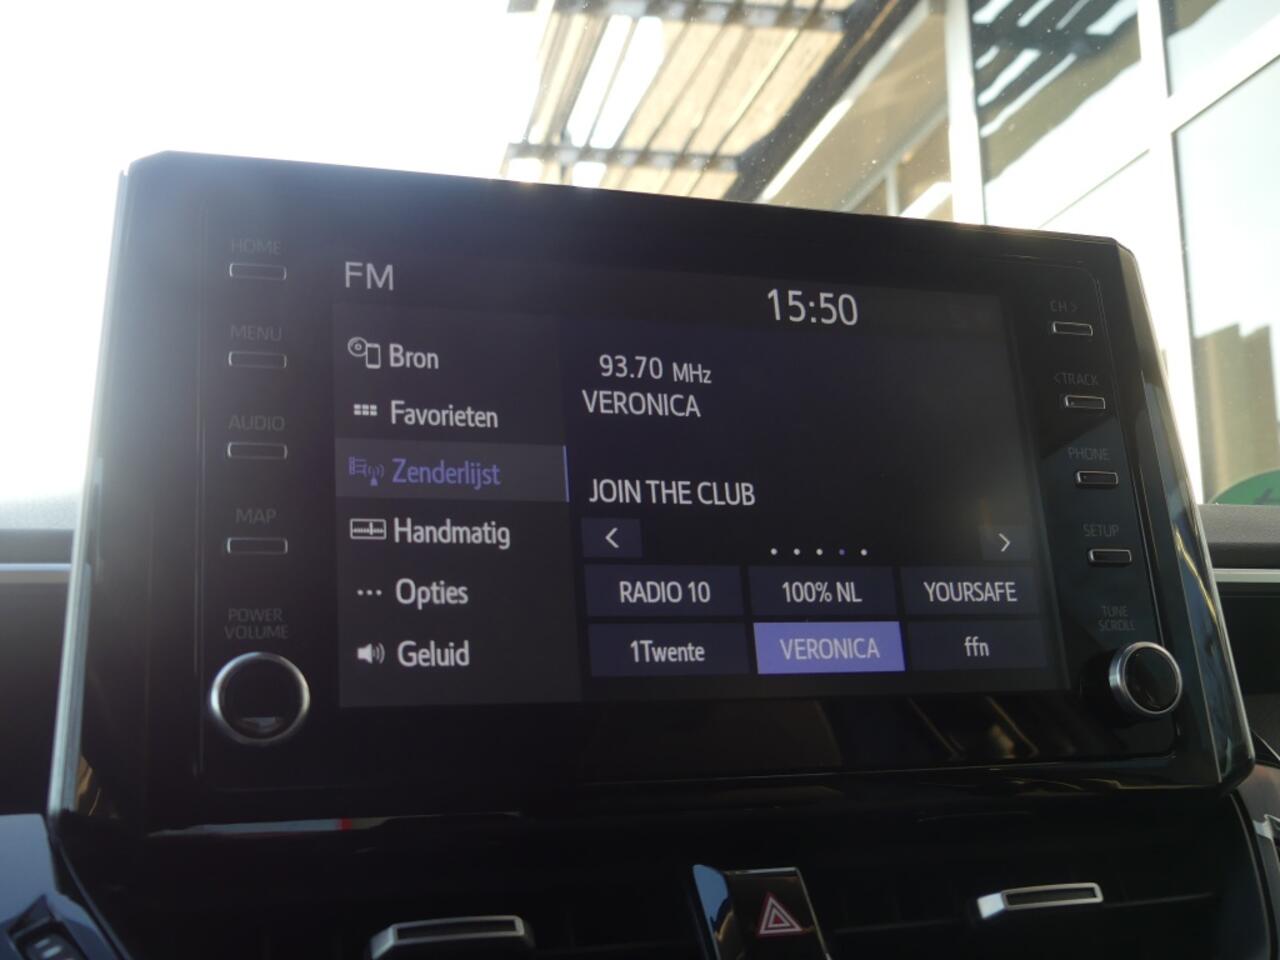 HOME
MENU
AUDIO
MAP
POWER
VOLUME
FM
15:50
Bron
Favorieten
Zenderlijst
Handmatig
Opties
Geluid
93.70 MHz
VERONICA
JOIN THE CLUB
< >
RADIO 10 100% NL YOURSAFE
1Twente VERONICA ffn
CH >
< TRACK
PHONE
SETUP
TUNE
SCROLL